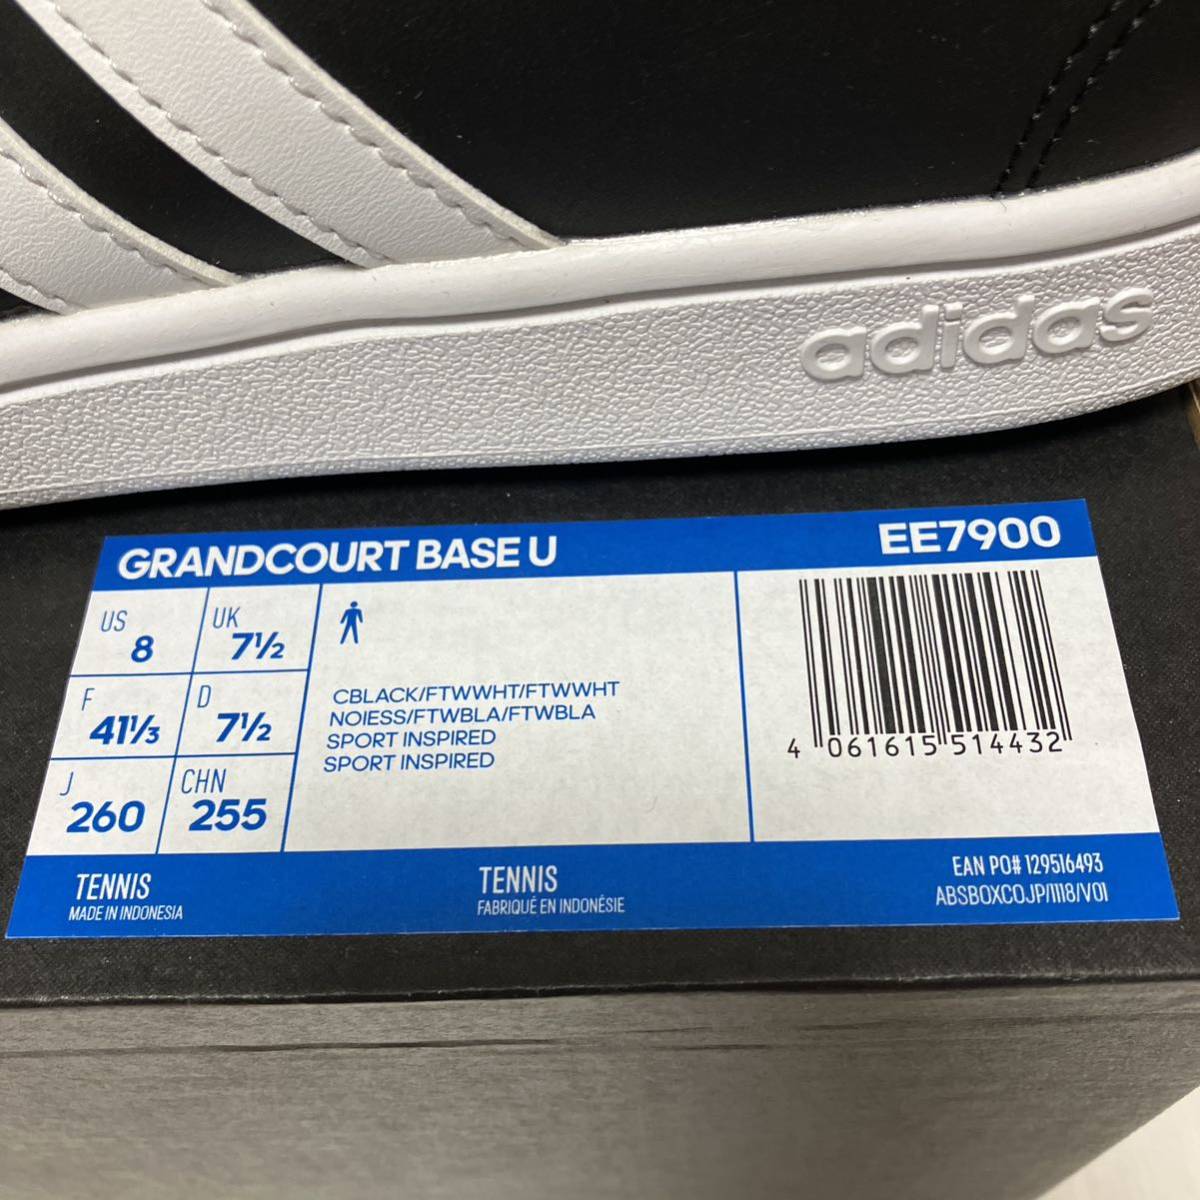 adidas
GRANDCOURT BASE U
EE7900
US 8
UK 7½
F 41⅓
D 7½
J 260
CHN 255
CBLACK/FTWWHT/FTWWHT
NOIESS/FTWBLA/FTWBLA
SPORT INSPIRED
SPORT INSPIRED
4 061615 514432
TENNIS
MADE IN INDONESIA
TENNIS
FABRIQUÉ EN INDONÉSIE
EAN PO# 129516493
ABSBOXCOJP/1118/V01